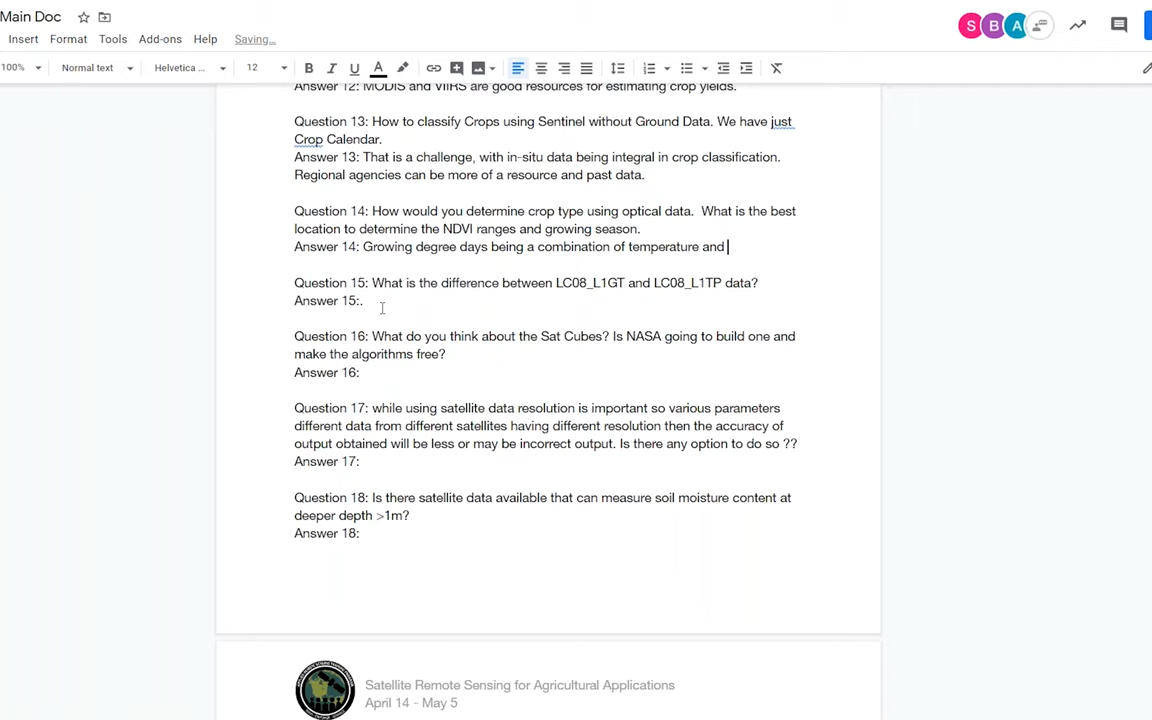 Main Doc
Insert Format Tools Add-ons Help Saving...
S B A
100% Normal text Helvetica ... 12 B I U A
Answer 12: MODIS and VIIRS are good resources for estimating crop yields.
Question 13: How to classify Crops using Sentinel without Ground Data. We have just
Crop Calendar.
Answer 13: That is a challenge, with in-situ data being integral in crop classification.
Regional agencies can be more of a resource and past data.
Question 14: How would you determine crop type using optical data.  What is the best
location to determine the NDVI ranges and growing season.
Answer 14: Growing degree days being a combination of temperature and
Question 15: What is the difference between LC08_L1GT and LC08_L1TP data?
Answer 15:.
Question 16: What do you think about the Sat Cubes? Is NASA going to build one and
make the algorithms free?
Answer 16:
Question 17: while using satellite data resolution is important so various parameters
different data from different satellites having different resolution then the accuracy of
output obtained will be less or may be incorrect output. Is there any option to do so ??
Answer 17:
Question 18: Is there satellite data available that can measure soil moisture content at
deeper depth >1m?
Answer 18:
Satellite Remote Sensing for Agricultural Applications
April 14 - May 5